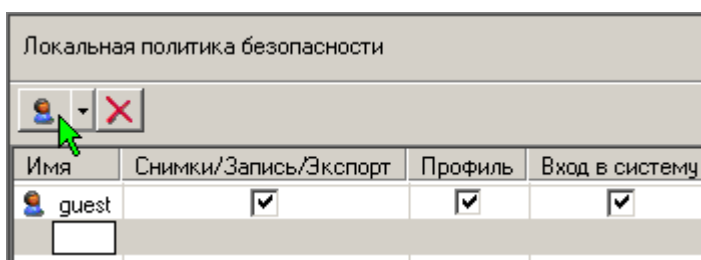 Локальная политика безопасности
Имя Снимки/Запись/Экспорт Профиль Вход в систему
guest